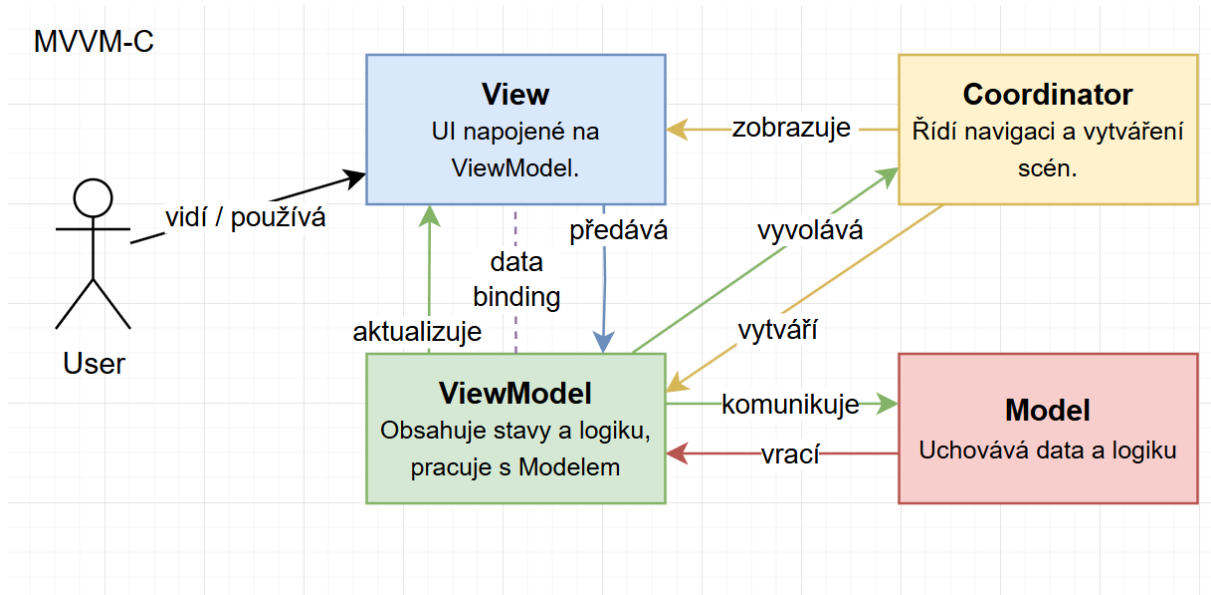 MVVM-C
View
UI napojené na
ViewModel.
Coordinator
Řídí navigaci a vytváření
scén.
zobrazuje
vidí / používá
předává
vyvolává
data
binding
aktualizuje
vytváří
User
ViewModel
Obsahuje stavy a logiku,
pracuje s Modelem
komunikuje
vrací
Model
Uchovává data a logiku